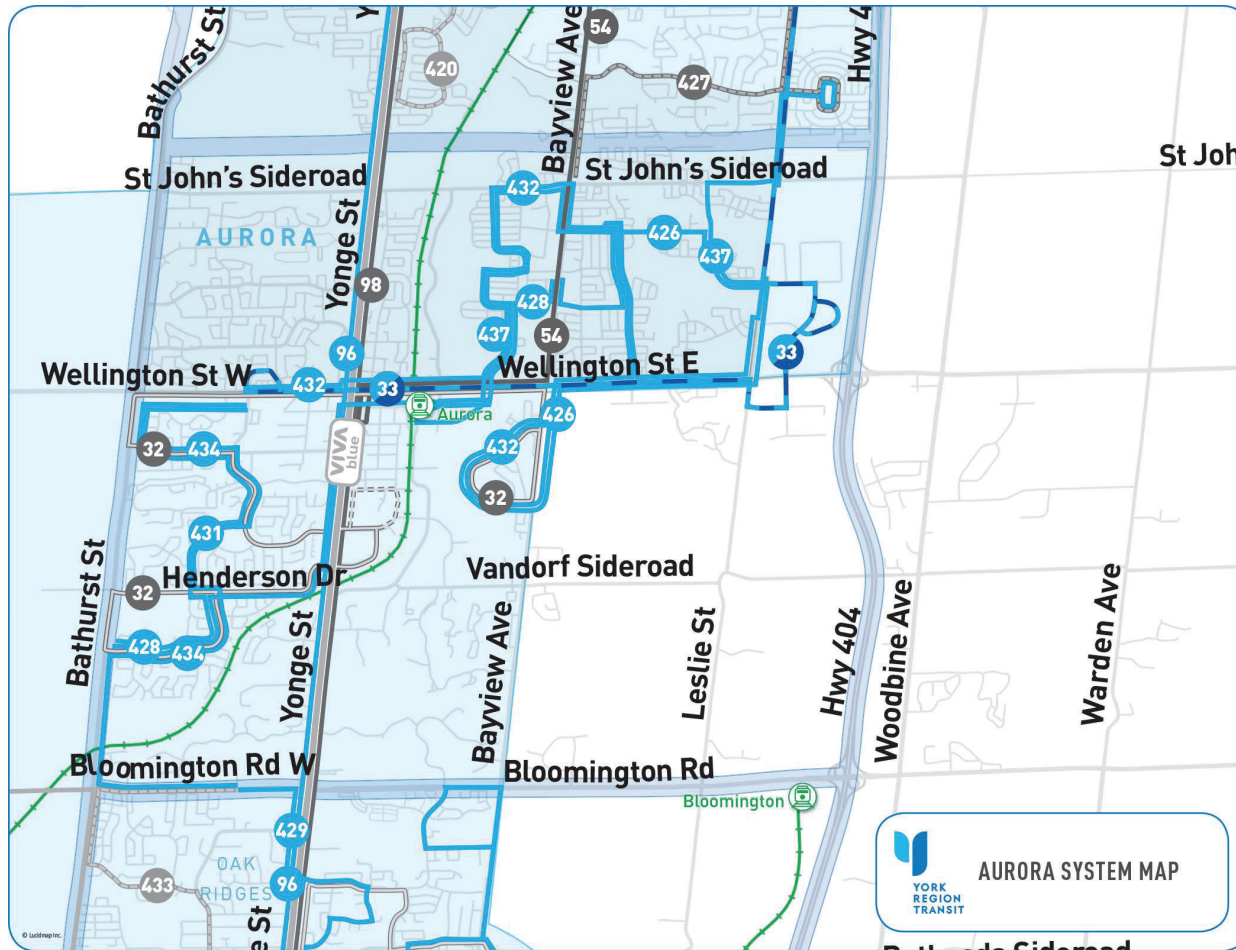 Bathurst St
Y
420
54
Bayview Ave
427
Hwy 4
St John's Sideroad
432
St John's Sideroad
St Joh
AURORA
Yonge St
98
426
437
428
437
54
96
33
Wellington St W
432
33
Wellington St E
Aurora
426
32
434
VIVA
blue
432
32
431
Bathurst St
Henderson Dr
32
Vandorf Sideroad
428
434
Yonge St
Bayview Ave
Leslie St
Hwy 404
Woodbine Ave
Warden Ave
Bloomington Rd W
Bloomington Rd
Bloomington
429
OAK
RIDGES
433
96
e St
YORK
REGION
TRANSIT
AURORA SYSTEM MAP
© Lucidmap Inc.